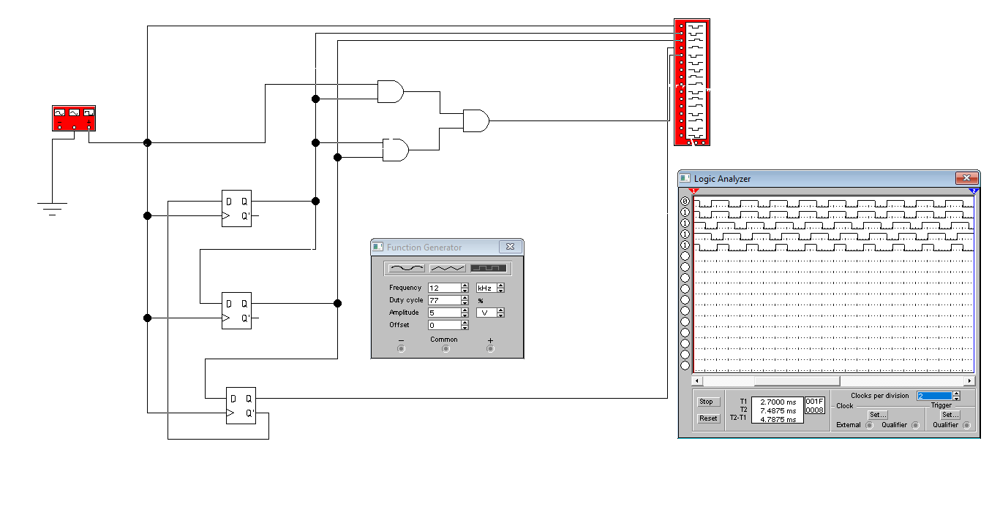 Logic Analyzer
1
2
0
1
1
1
1
D Q
Q'
Function Generator
Frequency 12 kHz
Duty cycle 77 %
Amplitude 5 V
Offset 0
− Common +
D Q
Q'
D Q
Q'
Stop
Reset
T1 2.7000 ms 001F
T2 7.4875 ms 0008
T2-T1 4.7875 ms
Clocks per division 2
Clock
Set...
External Qualifier
Trigger
Set...
Qualifier